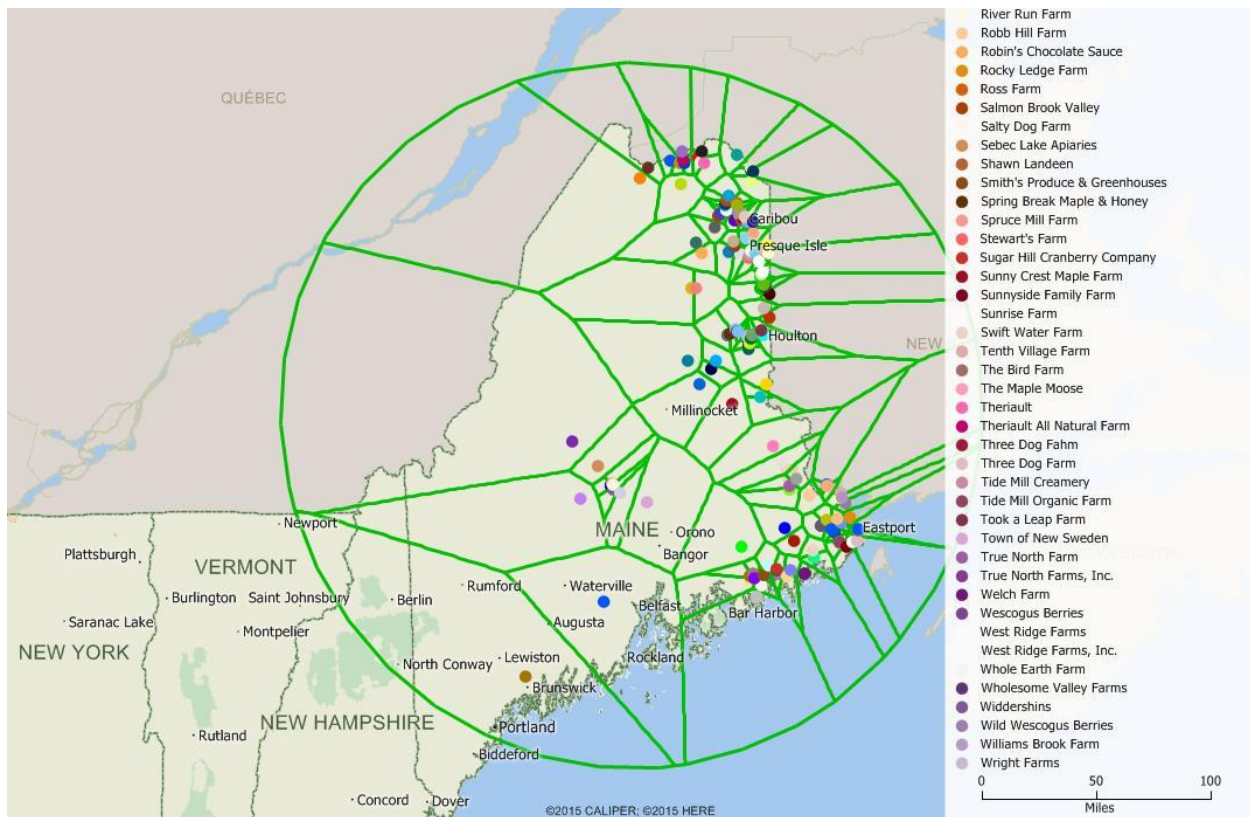 QUÉBEC
Caribou
Presque Isle
Houlton
NEW
Millinocket
Newport
MAINE
Orono
Eastport
Bangor
Plattsburgh
VERMONT
Rumford
Waterville
Burlington
Saint Johnsbury
Berlin
Belfast
Bar Harbor
Saranac Lake
Montpelier
Augusta
NEW YORK
North Conway
Lewiston
Rockland
Brunswick
NEW HAMPSHIRE
Portland
Rutland
Biddeford
Concord
Dover
©2015 CALIPER; ©2015 HERE
River Run Farm
Robb Hill Farm
Robin's Chocolate Sauce
Rocky Ledge Farm
Ross Farm
Salmon Brook Valley
Salty Dog Farm
Sebec Lake Apiaries
Shawn Landeen
Smith's Produce & Greenhouses
Spring Break Maple & Honey
Spruce Mill Farm
Stewart's Farm
Sugar Hill Cranberry Company
Sunny Crest Maple Farm
Sunnyside Family Farm
Sunrise Farm
Swift Water Farm
Tenth Village Farm
The Bird Farm
The Maple Moose
Theriault
Theriault All Natural Farm
Three Dog Fahm
Three Dog Farm
Tide Mill Creamery
Tide Mill Organic Farm
Took a Leap Farm
Town of New Sweden
True North Farm
True North Farms, Inc.
Welch Farm
Wescogus Berries
West Ridge Farms
West Ridge Farms, Inc.
Whole Earth Farm
Wholesome Valley Farms
Widdershins
Wild Wescogus Berries
Williams Brook Farm
Wright Farms
0 50 100
Miles